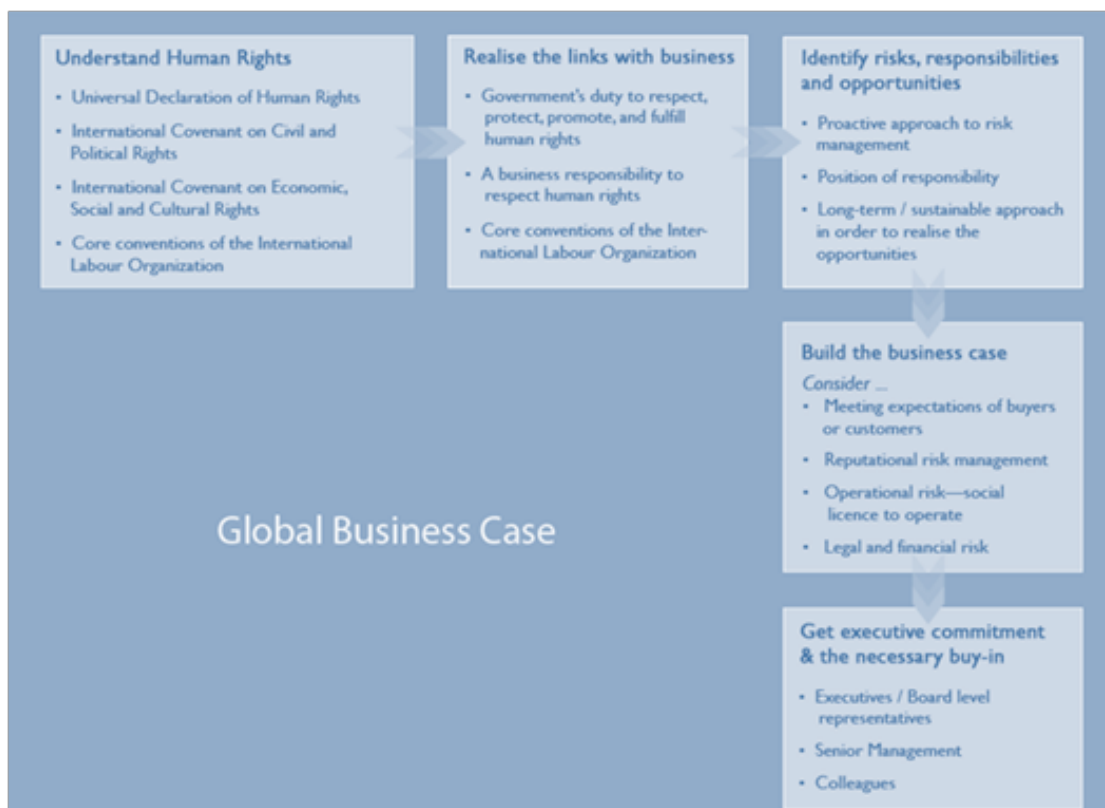 Understand Human Rights
• Universal Declaration of Human Rights
• International Covenant on Civil and
Political Rights
• International Covenant on Economic,
Social and Cultural Rights
• Core conventions of the International
Labour Organization
Realise the links with business
• Government's duty to respect,
protect, promote, and fulfill
human rights
• A business responsibility to
respect human rights
• Core conventions of the Inter-
national Labour Organization
Identify risks, responsibilities
and opportunities
• Proactive approach to risk
management
• Position of responsibility
• Long-term / sustainable approach
in order to realise the
opportunities
Build the business case
Consider ...
• Meeting expectations of buyers
or customers
• Reputational risk management
• Operational risk—social
licence to operate
• Legal and financial risk
Global Business Case
Get executive commitment
& the necessary buy-in
• Executives / Board level
representatives
• Senior Management
• Colleagues